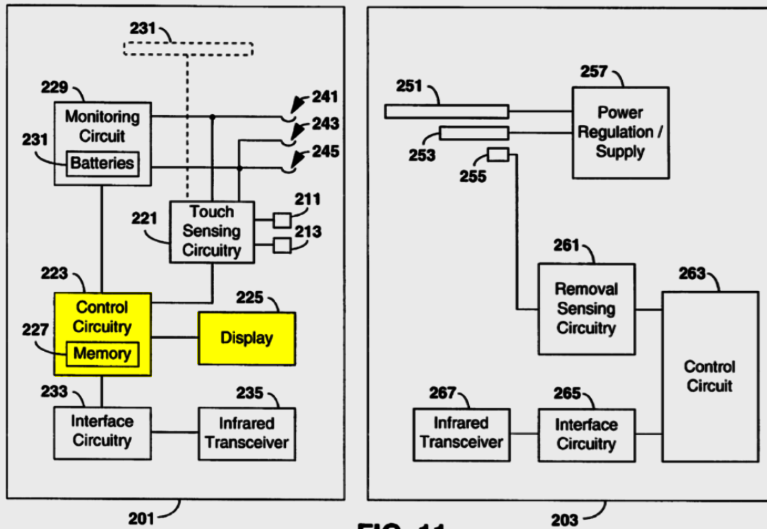 231
229
Monitoring
Circuit
231
Batteries
241
243
245
221
Touch
Sensing
Circuitry
211
213
223
Control
Circuitry
227
Memory
225
Display
233
Interface
Circuitry
235
Infrared
Transceiver
201
251
253
255
257
Power
Regulation /
Supply
261
Removal
Sensing
Circuitry
263
Control
Circuit
267
Infrared
Transceiver
265
Interface
Circuitry
203
FIG. 11